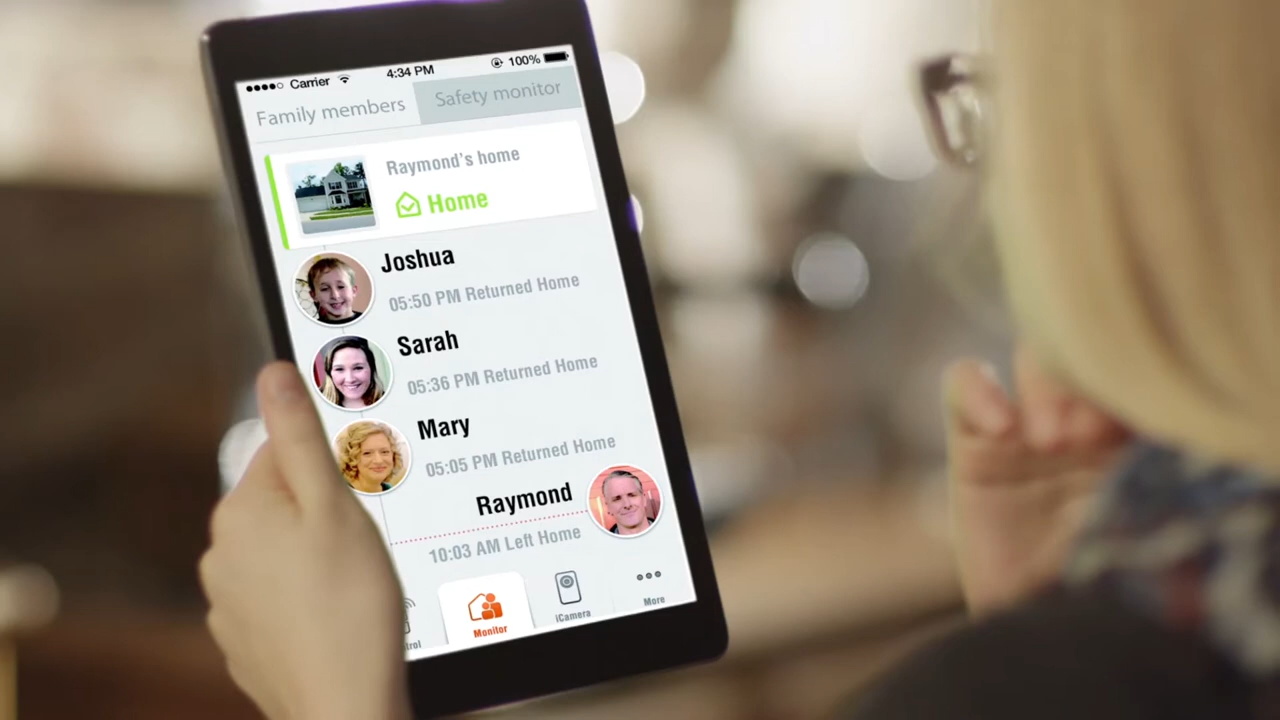 Carrier 4:34 PM 100%
Family members Safety monitor
Raymond's home
Home
Joshua
05:50 PM Returned Home
Sarah
05:36 PM Returned Home
Mary
05:05 PM Returned Home
Raymond
10:03 AM Left Home
Monitor iCamera More